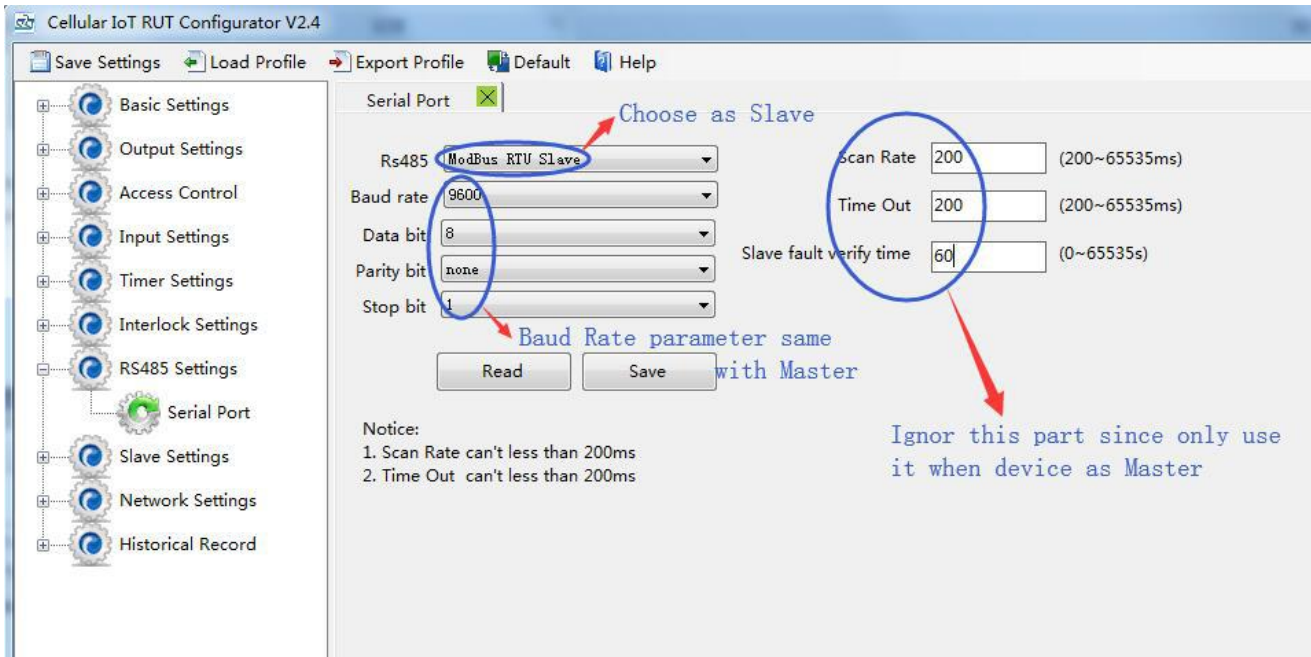 Cellular IoT RUT Configurator V2.4
Save Settings Load Profile Export Profile Default Help
Basic Settings
Output Settings
Access Control
Input Settings
Timer Settings
Interlock Settings
RS485 Settings
Serial Port
Slave Settings
Network Settings
Historical Record
Serial Port
Choose as Slave
Rs485 ModBus RTU Slave
Baud rate 9600
Data bit 8
Parity bit none
Stop bit 1
Scan Rate 200 (200~65535ms)
Time Out 200 (200~65535ms)
Slave fault verify time 60 (0~65535s)
Baud Rate parameter same
with Master
Read Save
Notice:
1. Scan Rate can't less than 200ms
2. Time Out can't less than 200ms
Ignor this part since only use
it when device as Master